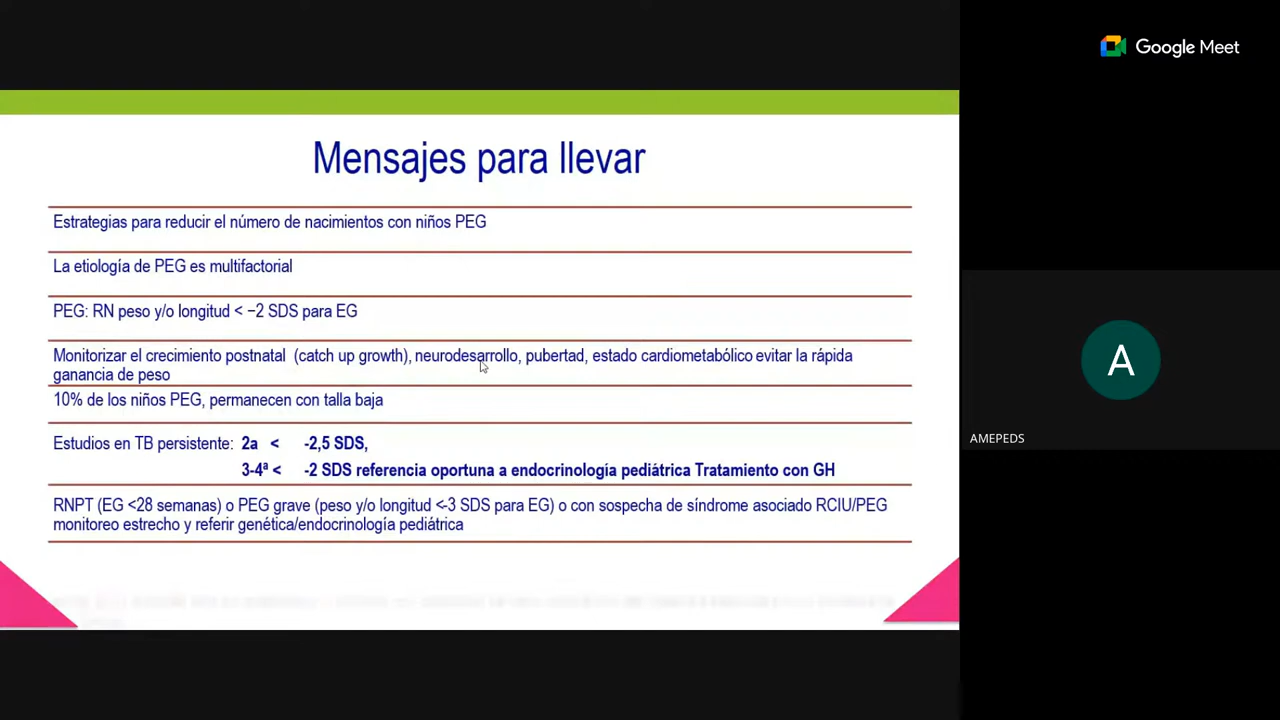 Google Meet
Mensajes para llevar
Estrategias para reducir el número de nacimientos con niños PEG
La etiología de PEG es multifactorial
PEG: RN peso y/o longitud < −2 SDS para EG
Monitorizar el crecimiento postnatal (catch up growth), neurodesarrollo, pubertad, estado cardiometabólico evitar la rápida
ganancia de peso
10% de los niños PEG, permanecen con talla baja
Estudios en TB persistente: 2a < -2,5 SDS,
3-4ª < -2 SDS referencia oportuna a endocrinología pediátrica Tratamiento con GH
RNPT (EG <28 semanas) o PEG grave (peso y/o longitud <-3 SDS para EG) o con sospecha de síndrome asociado RCIU/PEG
monitoreo estrecho y referir genética/endocrinología pediátrica
A
AMEPEDS